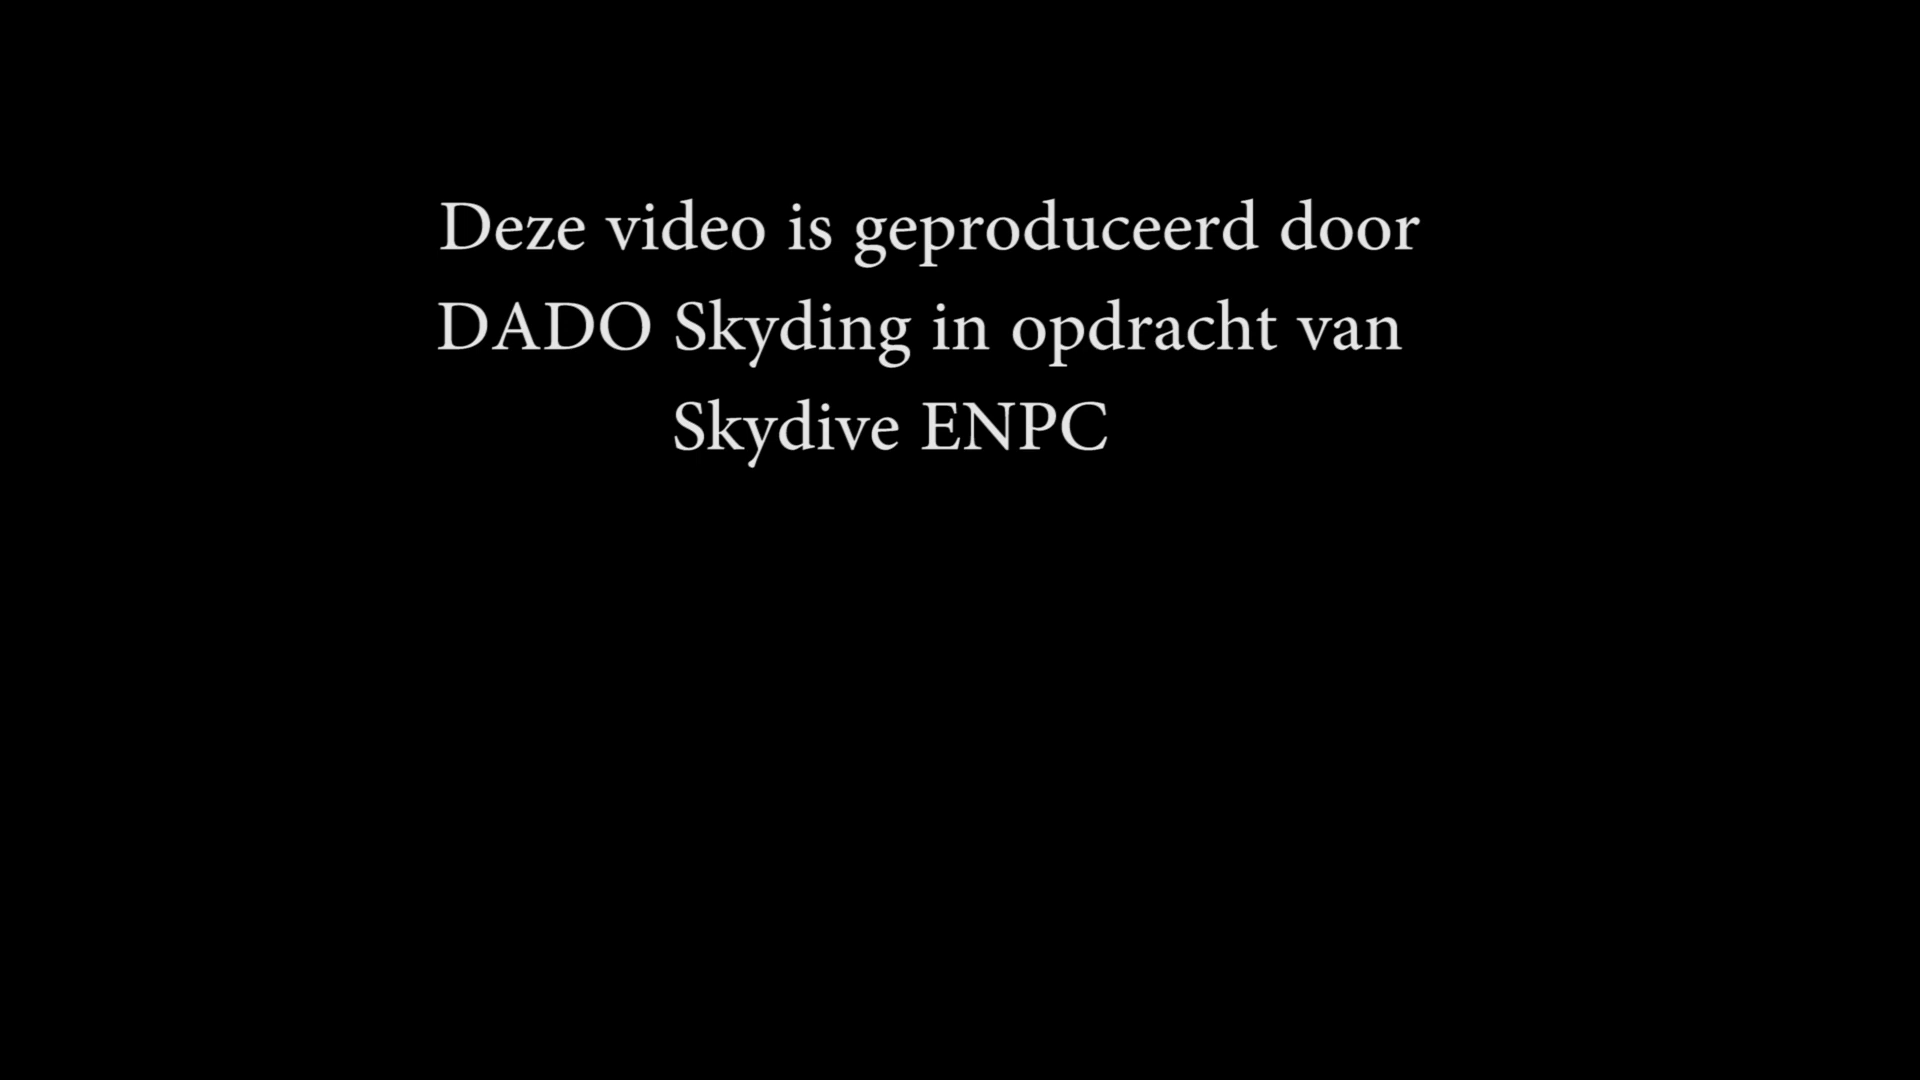 Deze video is geproduceerd door
DADO Skyding in opdracht van
Skydive ENPC